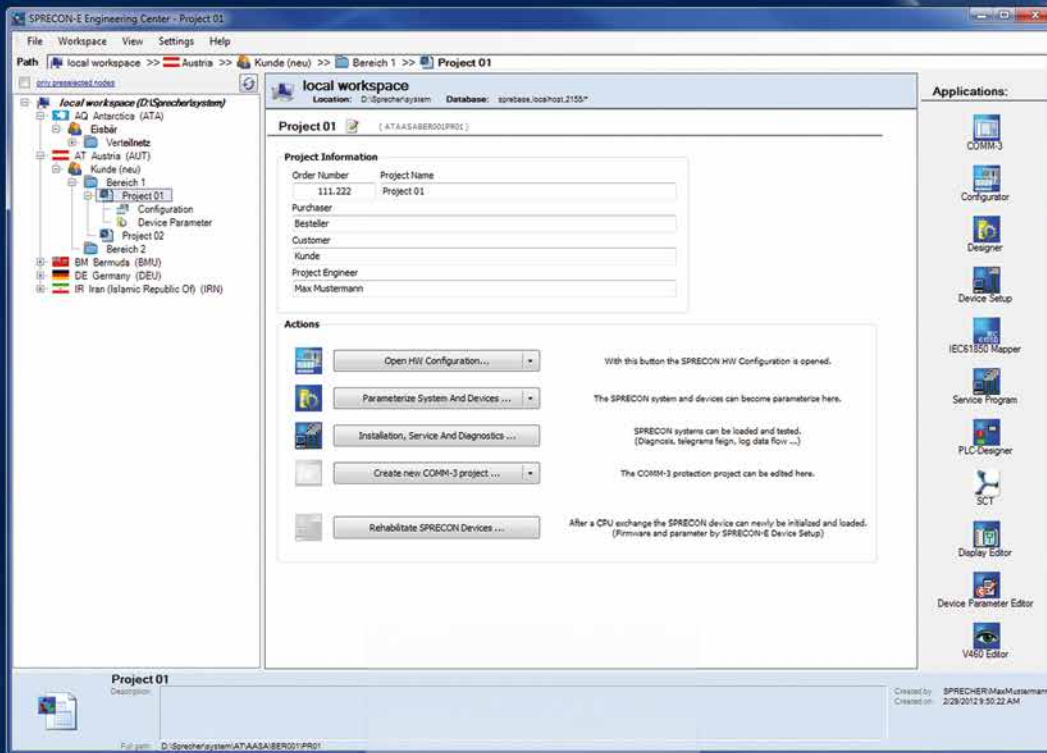 SPRECON-E Engineering Center - Project 01
File Workspace View Settings Help
Path local workspace >> Austria >> Kunde (neu) >> Bereich 1 >> Project 01
only preselected nodes
local workspace (D:\Sprecher\system)
AQ Antarctica (ATA)
Eisbär
Verteilnetz
AT Austria (AUT)
Kunde (neu)
Bereich 1
Project 01
Configuration
Device Parameter
Project 02
Bereich 2
BM Bermuda (BMU)
DE Germany (DEU)
IR Iran (Islamic Republic Of) (IRN)
local workspace
Location: D:\Sprecher\system Database: sprebase,localhost,2155/*
Project 01 (ATAASABER001PR01)
Project Information
Order Number Project Name
111.222 Project 01
Purchaser
Besteller
Customer
Kunde
Project Engineer
Max Mustermann
Actions
Open HW Configuration... With this button the SPRECON HW Configuration is opened.
Parameterize System And Devices ... The SPRECON system and devices can become parameterize here.
Installation, Service And Diagnostics ... SPRECON systems can be loaded and tested.
(Diagnosis, telegrams feign, log data flow ...)
Create new COMM-3 project ... The COMM-3 protection project can be edited here.
Rehabilitate SPRECON Devices ... After a CPU exchange the SPRECON device can newly be initialized and loaded.
(Firmware and parameter by SPRECON-E Device Setup)
Applications:
COMM-3
Configurator
Designer
Device Setup
IEC61850 Mapper
Service Program
PLC-Designer
SCT
Display Editor
Device Parameter Editor
V460 Editor
Project 01
Description:
Created by SPRECHER\MaxMustermann
Created on 2/29/2012 9:50:22 AM
Full path: D:\Sprecher\system\AT\AASA\BER001\PR01